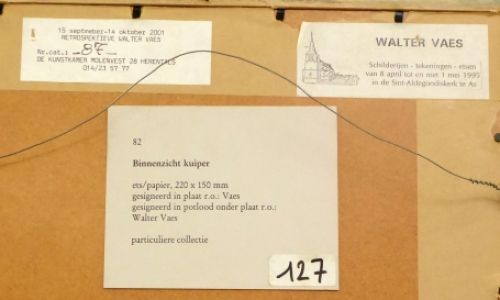 15 septmeber-14 oktober 2001
RETROSPEKTIEVE WALTER VAES
Nr.cat.: -87-
DE KUNSTKAMER MOLENVEST 28 HERENTALS
014/23 57 77
WALTER VAES
Schilderijen - tekeningen - etsen
van 8 april tot en met 1 mei 1995
in de Sint-Aldegondiskerk te As
82
Binnenzicht kuiper
ets/papier, 220 x 150 mm
gesigneerd in plaat r.o.: Vaes
gesigneerd in potlood onder plaat r.o.:
Walter Vaes
particuliere collectie
127